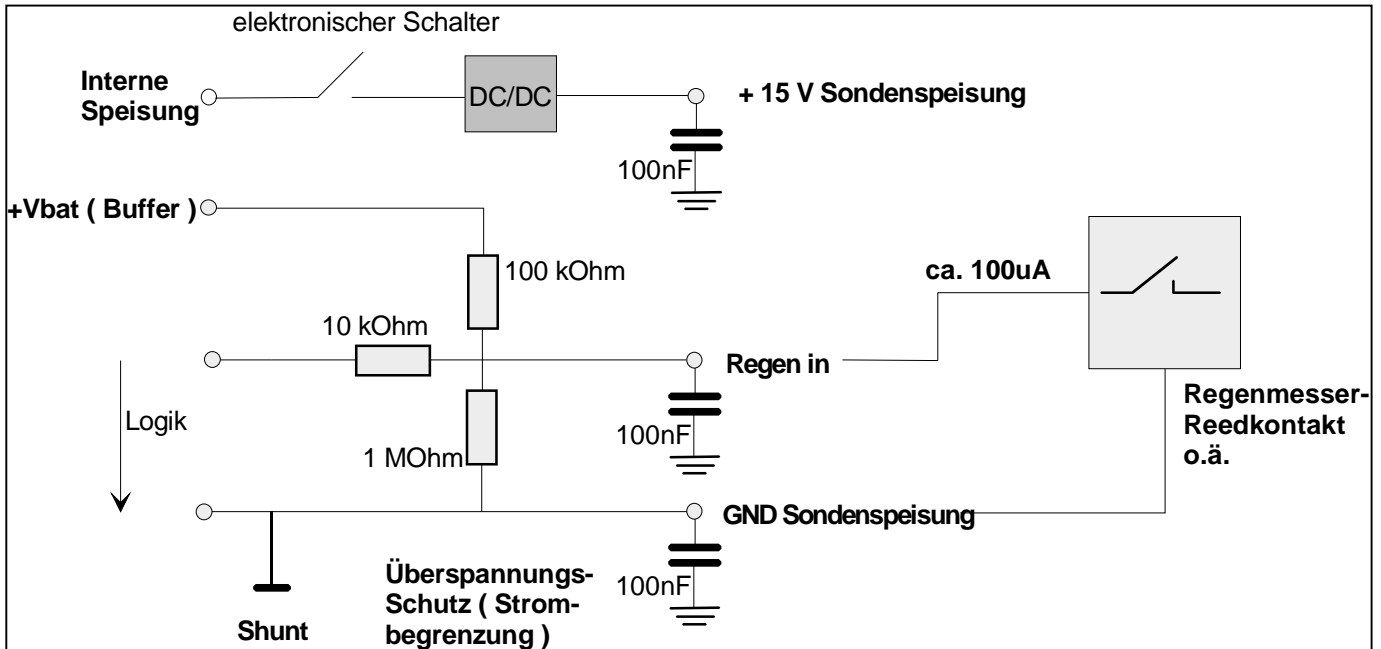 elektronischer Schalter
Interne
Speisung
DC/DC
+ 15 V Sondenspeisung
100nF
+Vbat ( Buffer )
100 kOhm
ca. 100uA
10 kOhm
Regen in
Logik
1 MOhm
100nF
Regenmesser-
Reedkontakt
o.ä.
GND Sondenspeisung
Überspannungs-
Schutz ( Strom-
begrenzung )
100nF
Shunt